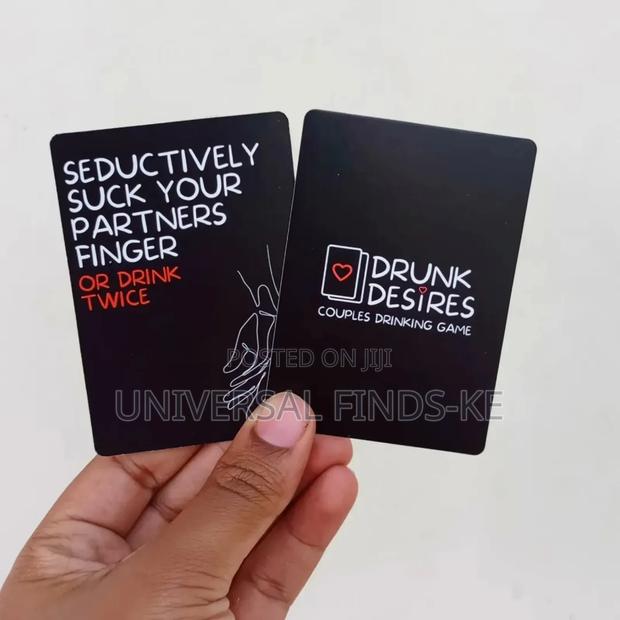 SEDUCTIVELY
SUCK YOUR
PARTNERS
FINGER
OR DRINK
TWICE
DRUNK
DESiRES
COUPLES DRINKING GAME
POSTED ON JIJI
UNIVERSAL FINDS-KE